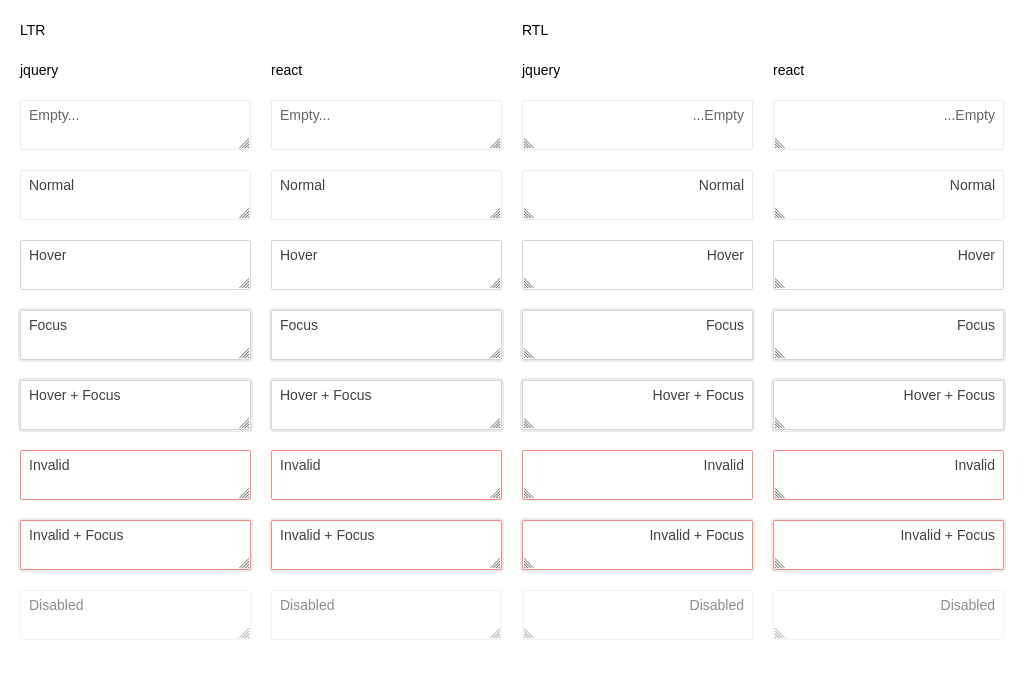 LTR RTL
jquery react jquery react
Empty... Empty... ...Empty ...Empty
Normal Normal Normal Normal
Hover Hover Hover Hover
Focus Focus Focus Focus
Hover + Focus Hover + Focus Hover + Focus Hover + Focus
Invalid Invalid Invalid Invalid
Invalid + Focus Invalid + Focus Invalid + Focus Invalid + Focus
Disabled Disabled Disabled Disabled